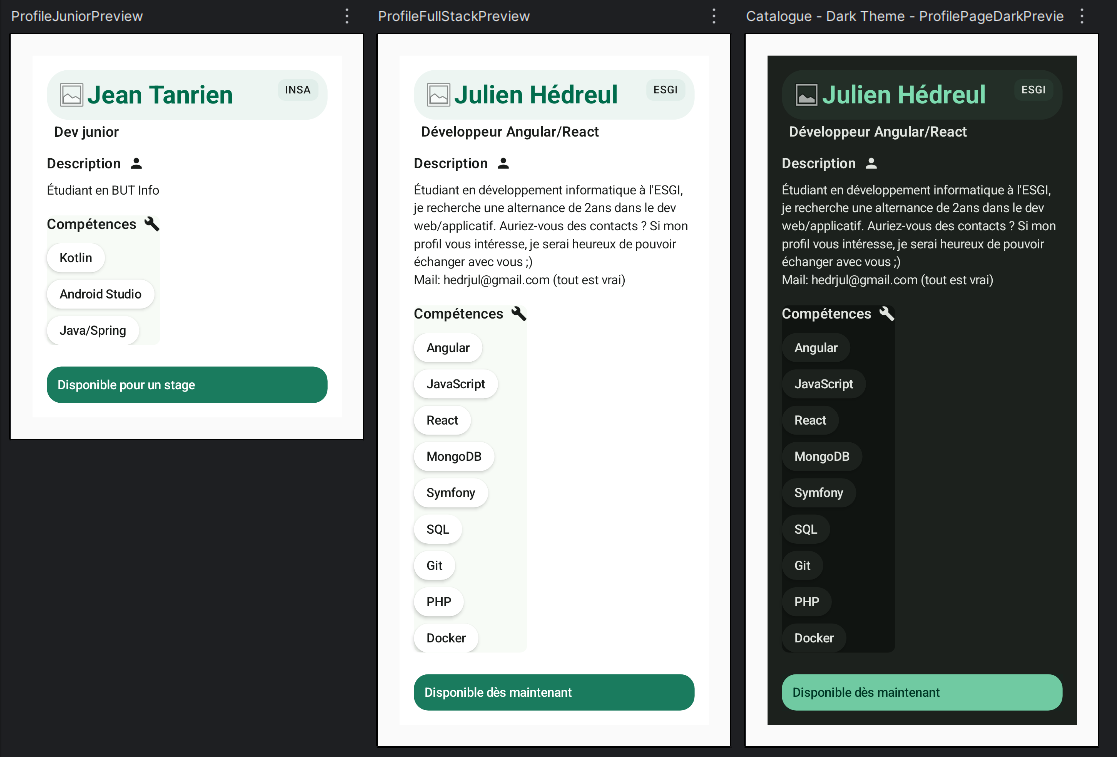 ProfileJuniorPreview
Jean Tanrien
INSA
Dev junior
Description
Étudiant en BUT Info
Compétences
Kotlin
Android Studio
Java/Spring
Disponible pour un stage
ProfileFullStackPreview
Julien Hédreul
ESGI
Développeur Angular/React
Description
Étudiant en développement informatique à l'ESGI,
je recherche une alternance de 2ans dans le dev
web/applicatif. Auriez-vous des contacts ? Si mon
profil vous intéresse, je serai heureux de pouvoir
échanger avec vous ;)
Mail: hedrjul@gmail.com (tout est vrai)
Compétences
Angular
JavaScript
React
MongoDB
Symfony
SQL
Git
PHP
Docker
Disponible dès maintenant
Catalogue - Dark Theme - ProfilePageDarkPrevie
Julien Hédreul
ESGI
Développeur Angular/React
Description
Étudiant en développement informatique à l'ESGI,
je recherche une alternance de 2ans dans le dev
web/applicatif. Auriez-vous des contacts ? Si mon
profil vous intéresse, je serai heureux de pouvoir
échanger avec vous ;)
Mail: hedrjul@gmail.com (tout est vrai)
Compétences
Angular
JavaScript
React
MongoDB
Symfony
SQL
Git
PHP
Docker
Disponible dès maintenant